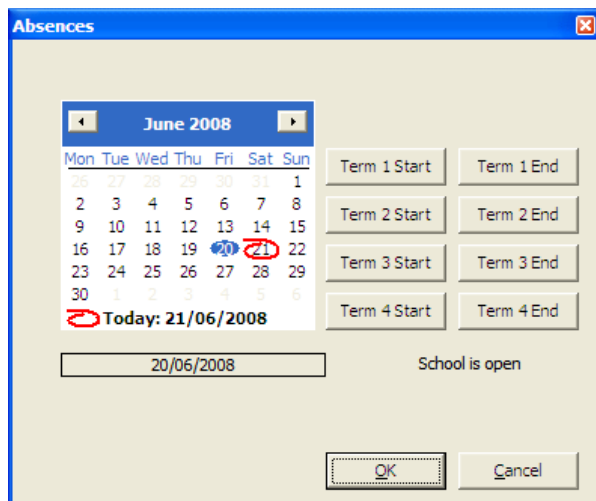 Absences
June 2008
Mon Tue Wed Thu Fri Sat Sun
26 27 28 29 30 31 1
2 3 4 5 6 7 8
9 10 11 12 13 14 15
16 17 18 19 20 21 22
23 24 25 26 27 28 29
30 1 2 3 4 5 6
Today: 21/06/2008
Term 1 Start Term 1 End
Term 2 Start Term 2 End
Term 3 Start Term 3 End
Term 4 Start Term 4 End
20/06/2008 School is open
OK Cancel